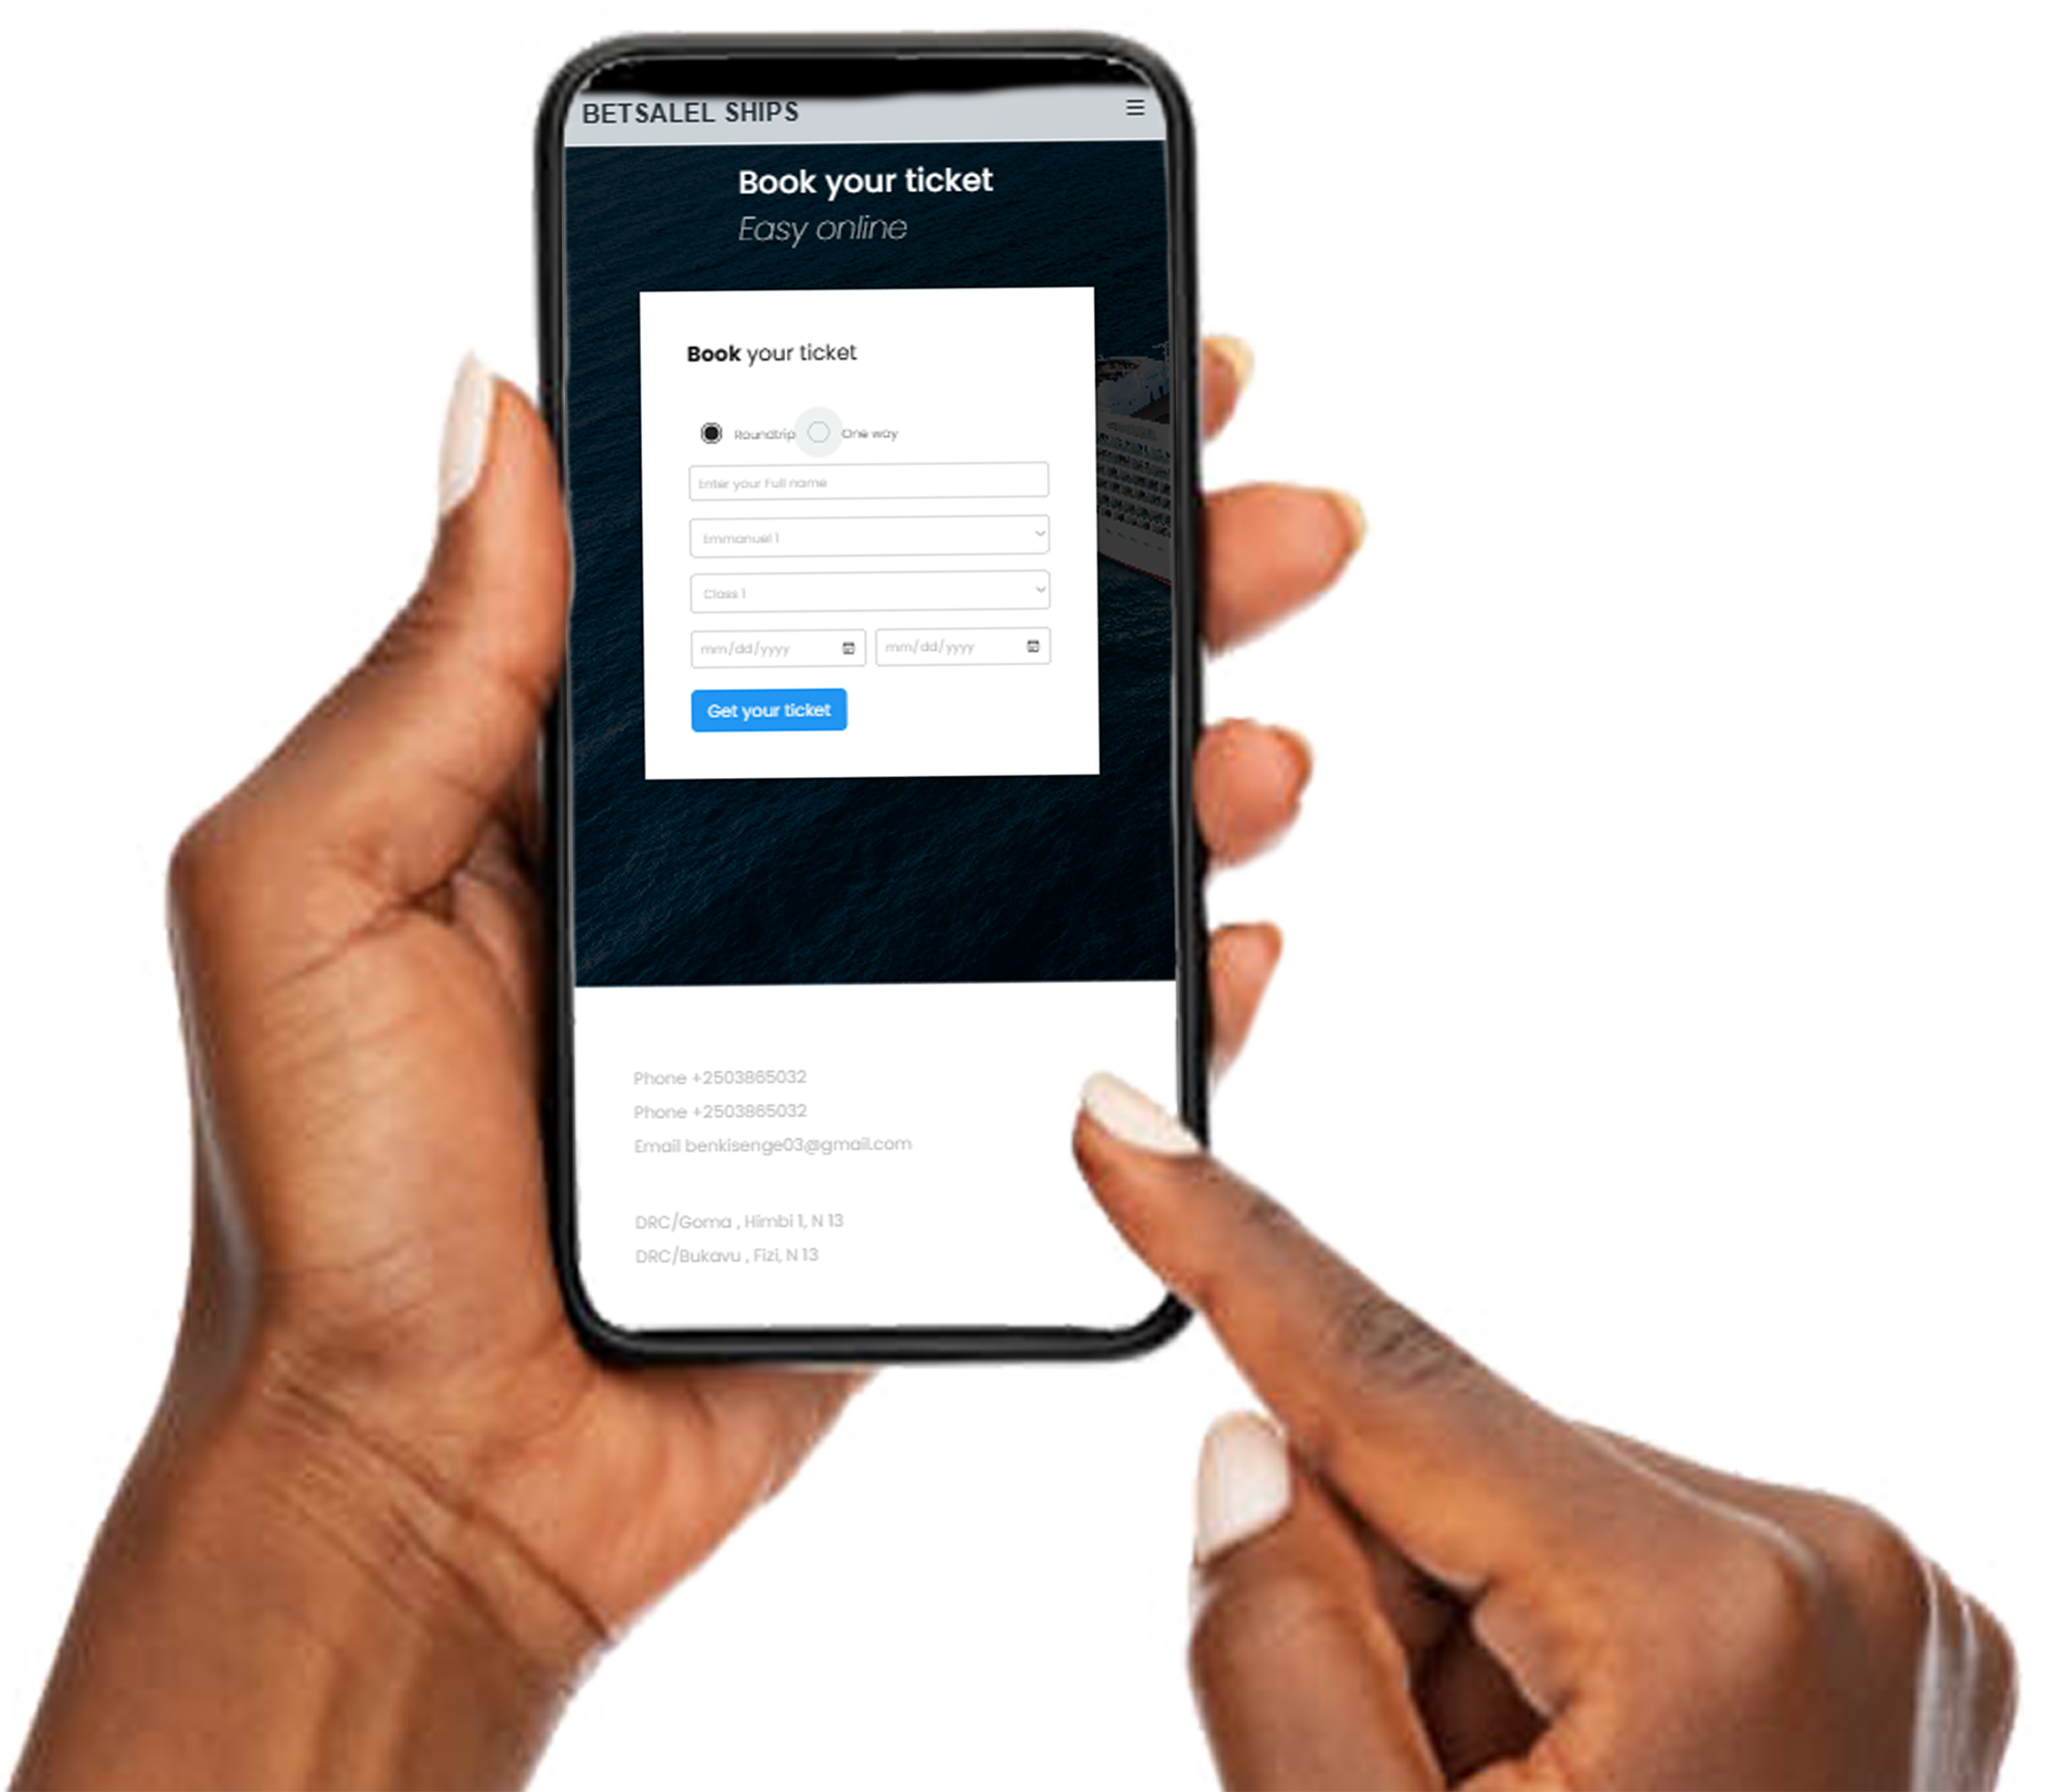 BETSALEL SHIPS
Book your ticket
Easy online
Book your ticket
Roundtrip One way
Enter your Full name
Emmanuel 1
Class 1
mm/dd/yyyy mm/dd/yyyy
Get your ticket
Phone +2503865032
Phone +2503865032
Email benkisenge03@gmail.com
DRC/Goma , Himbi 1, N 13
DRC/Bukavu , Fizi, N 13